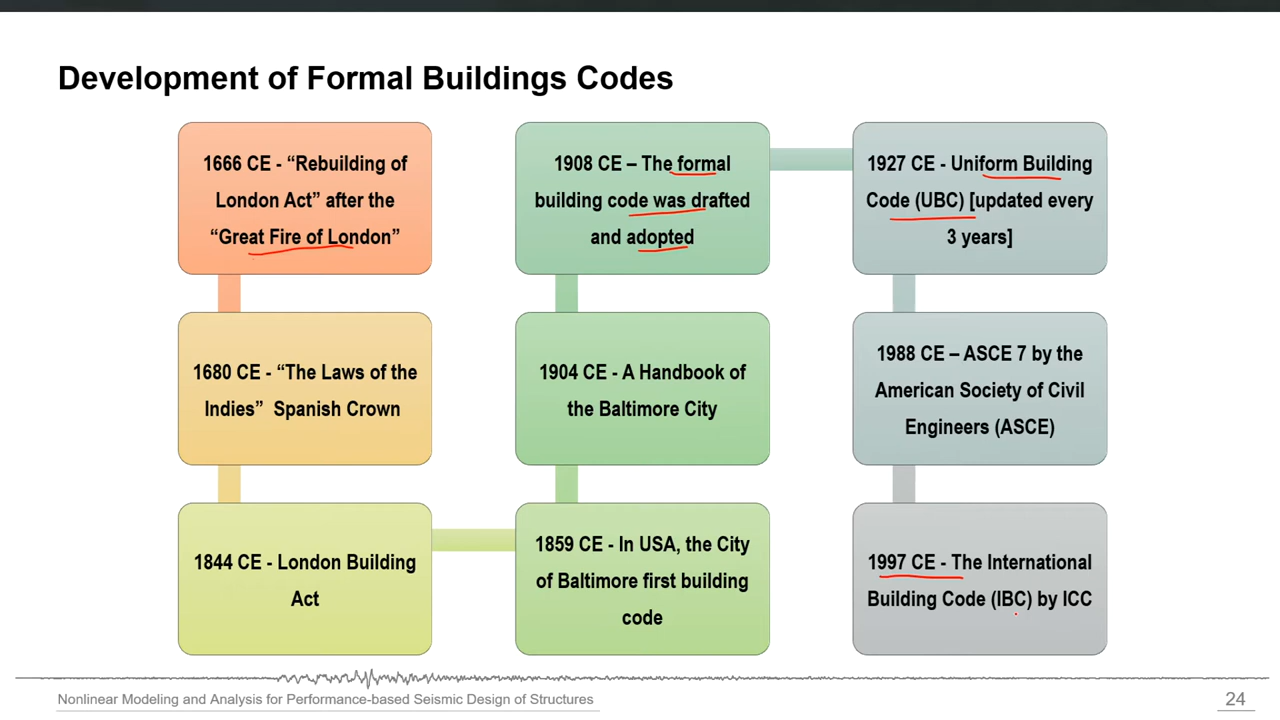 Development of Formal Buildings Codes
1666 CE - “Rebuilding of
London Act” after the
“Great Fire of London”
1680 CE - “The Laws of the
Indies”  Spanish Crown
1844 CE - London Building
Act
1859 CE - In USA, the City
of Baltimore first building
code
1904 CE - A Handbook of
the Baltimore City
1908 CE – The formal
building code was drafted
and adopted
1927 CE - Uniform Building
Code (UBC) [updated every
3 years]
1988 CE – ASCE 7 by the
American Society of Civil
Engineers (ASCE)
1997 CE - The International
Building Code (IBC) by ICC
Nonlinear Modeling and Analysis for Performance-based Seismic Design of Structures
24